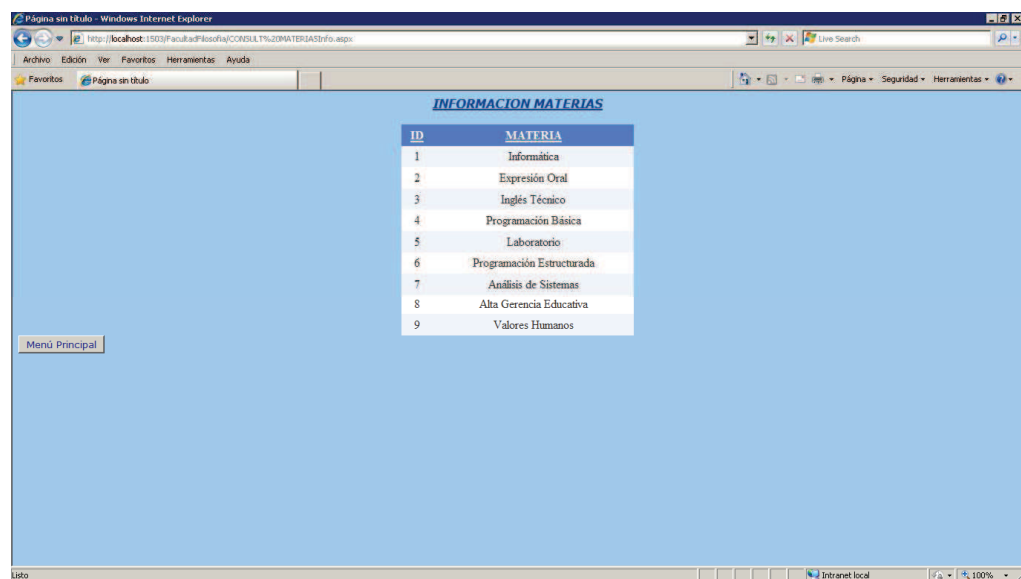 Página sin título - Windows Internet Explorer
http://localhost:1503/FacultadFilosofia/CONSULT%20MATERIASInfo.aspx
Live Search
Archivo Edición Ver Favoritos Herramientas Ayuda
Favoritos Página sin título Página Seguridad Herramientas
INFORMACION MATERIAS
ID MATERIA
1 Informática
2 Expresión Oral
3 Inglés Técnico
4 Programación Básica
5 Laboratorio
6 Programación Estructurada
7 Análisis de Sistemas
8 Alta Gerencia Educativa
9 Valores Humanos
Menú Principal
Listo Intranet local 100%